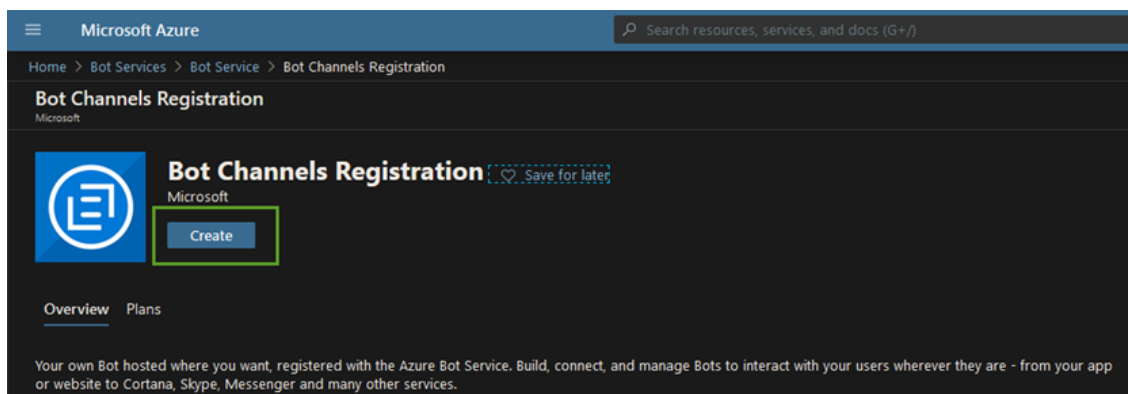 Microsoft Azure
Search resources, services, and docs (G+/)
Home > Bot Services > Bot Service > Bot Channels Registration
Bot Channels Registration
Microsoft
Bot Channels Registration
Save for later
Microsoft
Create
Overview Plans
Your own Bot hosted where you want, registered with the Azure Bot Service. Build, connect, and manage Bots to interact with your users wherever they are - from your app
or website to Cortana, Skype, Messenger and many other services.